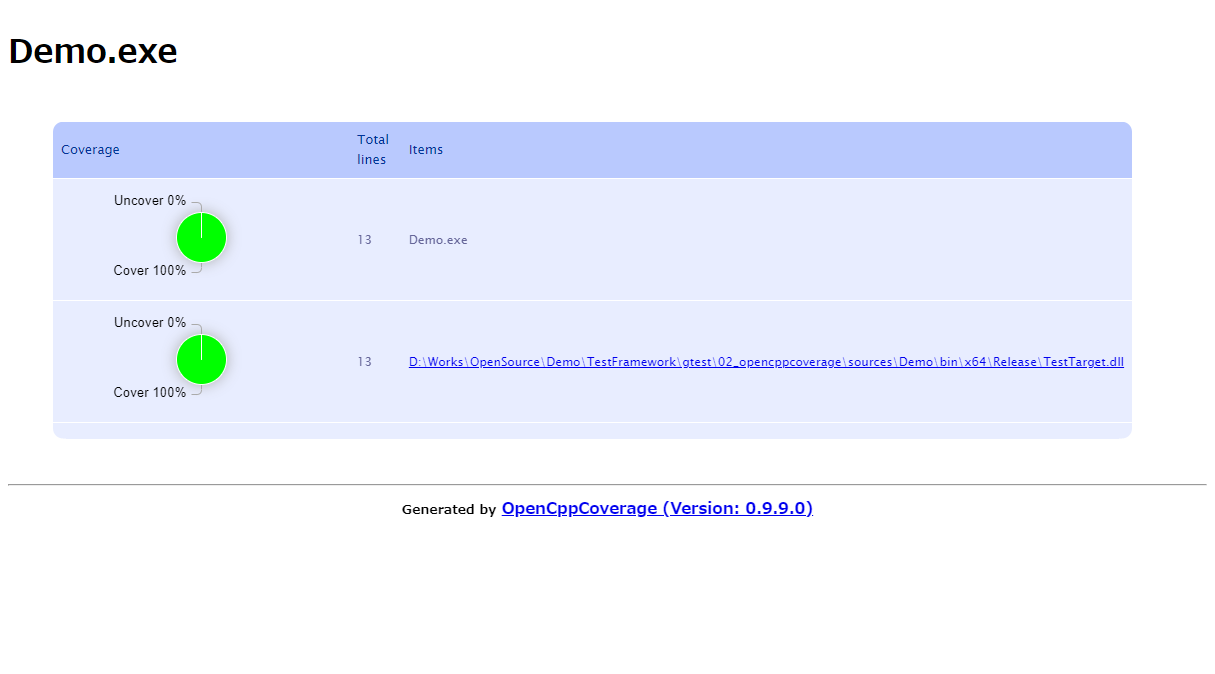 Demo.exe
Coverage
Total
lines
Items
Uncover 0%
Cover 100%
13
Demo.exe
Uncover 0%
Cover 100%
13
D:\Works\OpenSource\Demo\TestFramework\gtest\02_opencppcoverage\sources\Demo\bin\x64\Release\TestTarget.dll
Generated by OpenCppCoverage (Version: 0.9.9.0)